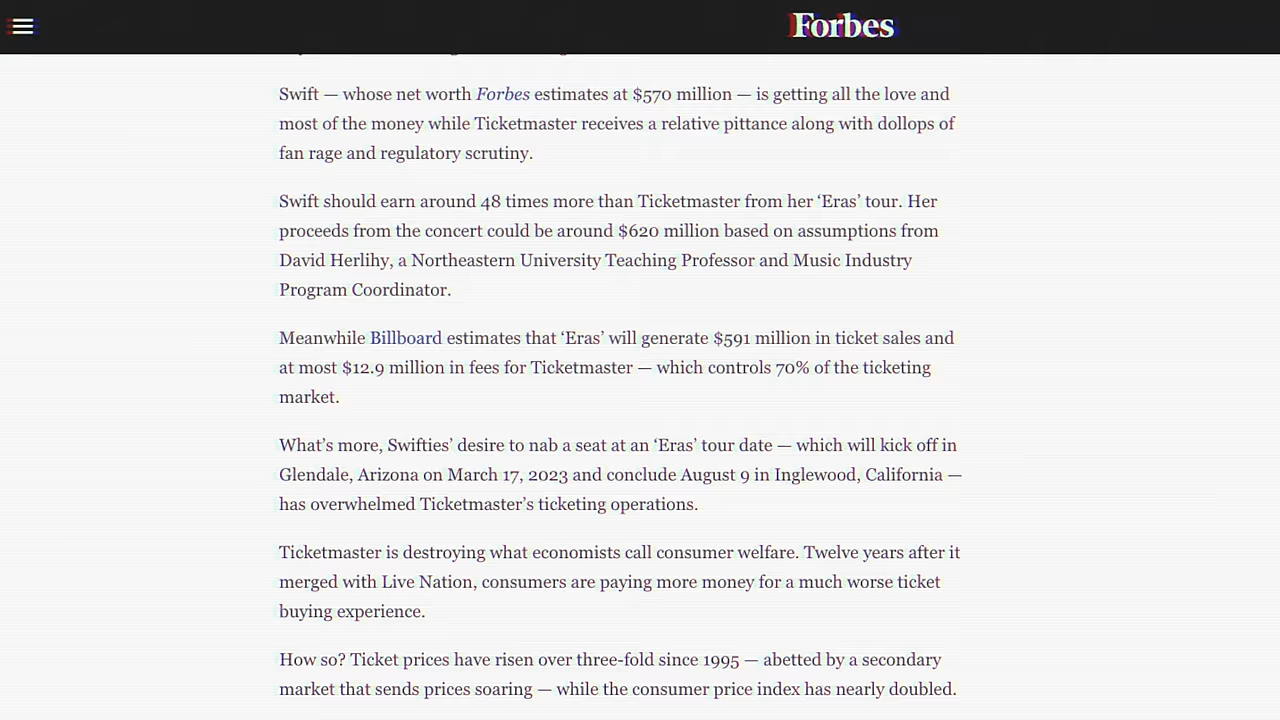 Forbes
Swift — whose net worth Forbes estimates at $570 million — is getting all the love and
most of the money while Ticketmaster receives a relative pittance along with dollops of
fan rage and regulatory scrutiny.
Swift should earn around 48 times more than Ticketmaster from her ‘Eras’ tour. Her
proceeds from the concert could be around $620 million based on assumptions from
David Herlihy, a Northeastern University Teaching Professor and Music Industry
Program Coordinator.
Meanwhile Billboard estimates that ‘Eras’ will generate $591 million in ticket sales and
at most $12.9 million in fees for Ticketmaster — which controls 70% of the ticketing
market.
What’s more, Swifties’ desire to nab a seat at an ‘Eras’ tour date — which will kick off in
Glendale, Arizona on March 17, 2023 and conclude August 9 in Inglewood, California —
has overwhelmed Ticketmaster’s ticketing operations.
Ticketmaster is destroying what economists call consumer welfare. Twelve years after it
merged with Live Nation, consumers are paying more money for a much worse ticket
buying experience.
How so? Ticket prices have risen over three-fold since 1995 — abetted by a secondary
market that sends prices soaring — while the consumer price index has nearly doubled.